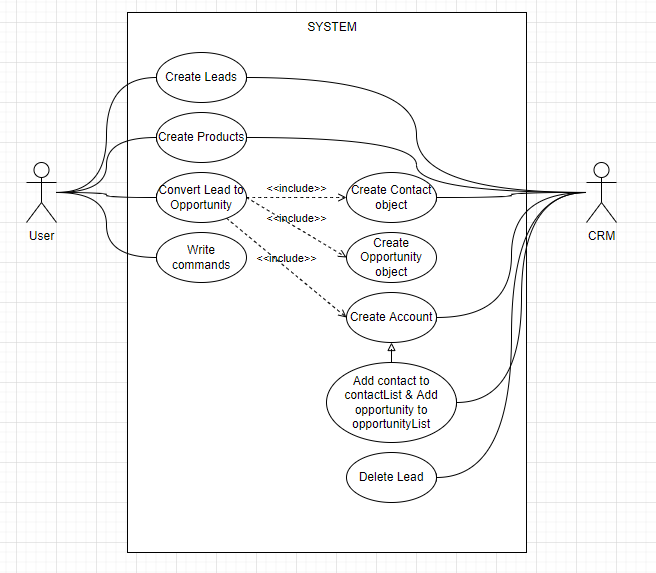 SYSTEM
Create Leads
Create Products
Convert Lead to
Opportunity
<<include>>
Create Contact
object
<<include>>
User
CRM
Write
commands
<<include>>
Create
Opportunity
object
Create Account
Add contact to
contactList & Add
opportunity to
opportunityList
Delete Lead